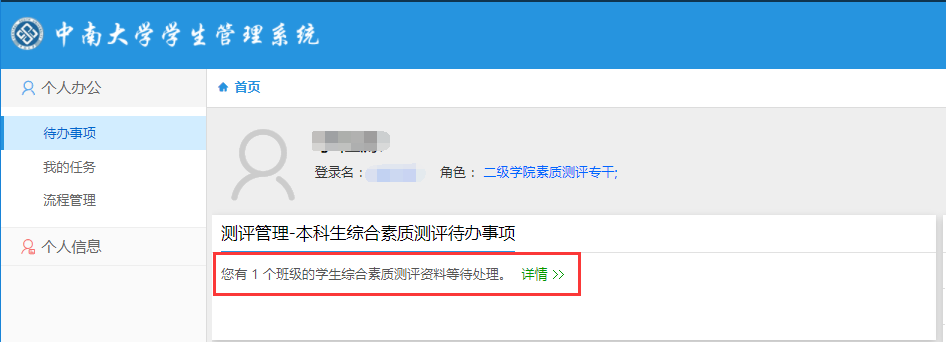 中南大学学生管理系统
个人办公
首页
待办事项
我的任务
流程管理
个人信息
登录名：
角色： 二级学院素质测评专干;
测评管理-本科生综合素质测评待办事项
您有 1 个班级的学生综合素质测评资料等待处理。 详情 >>